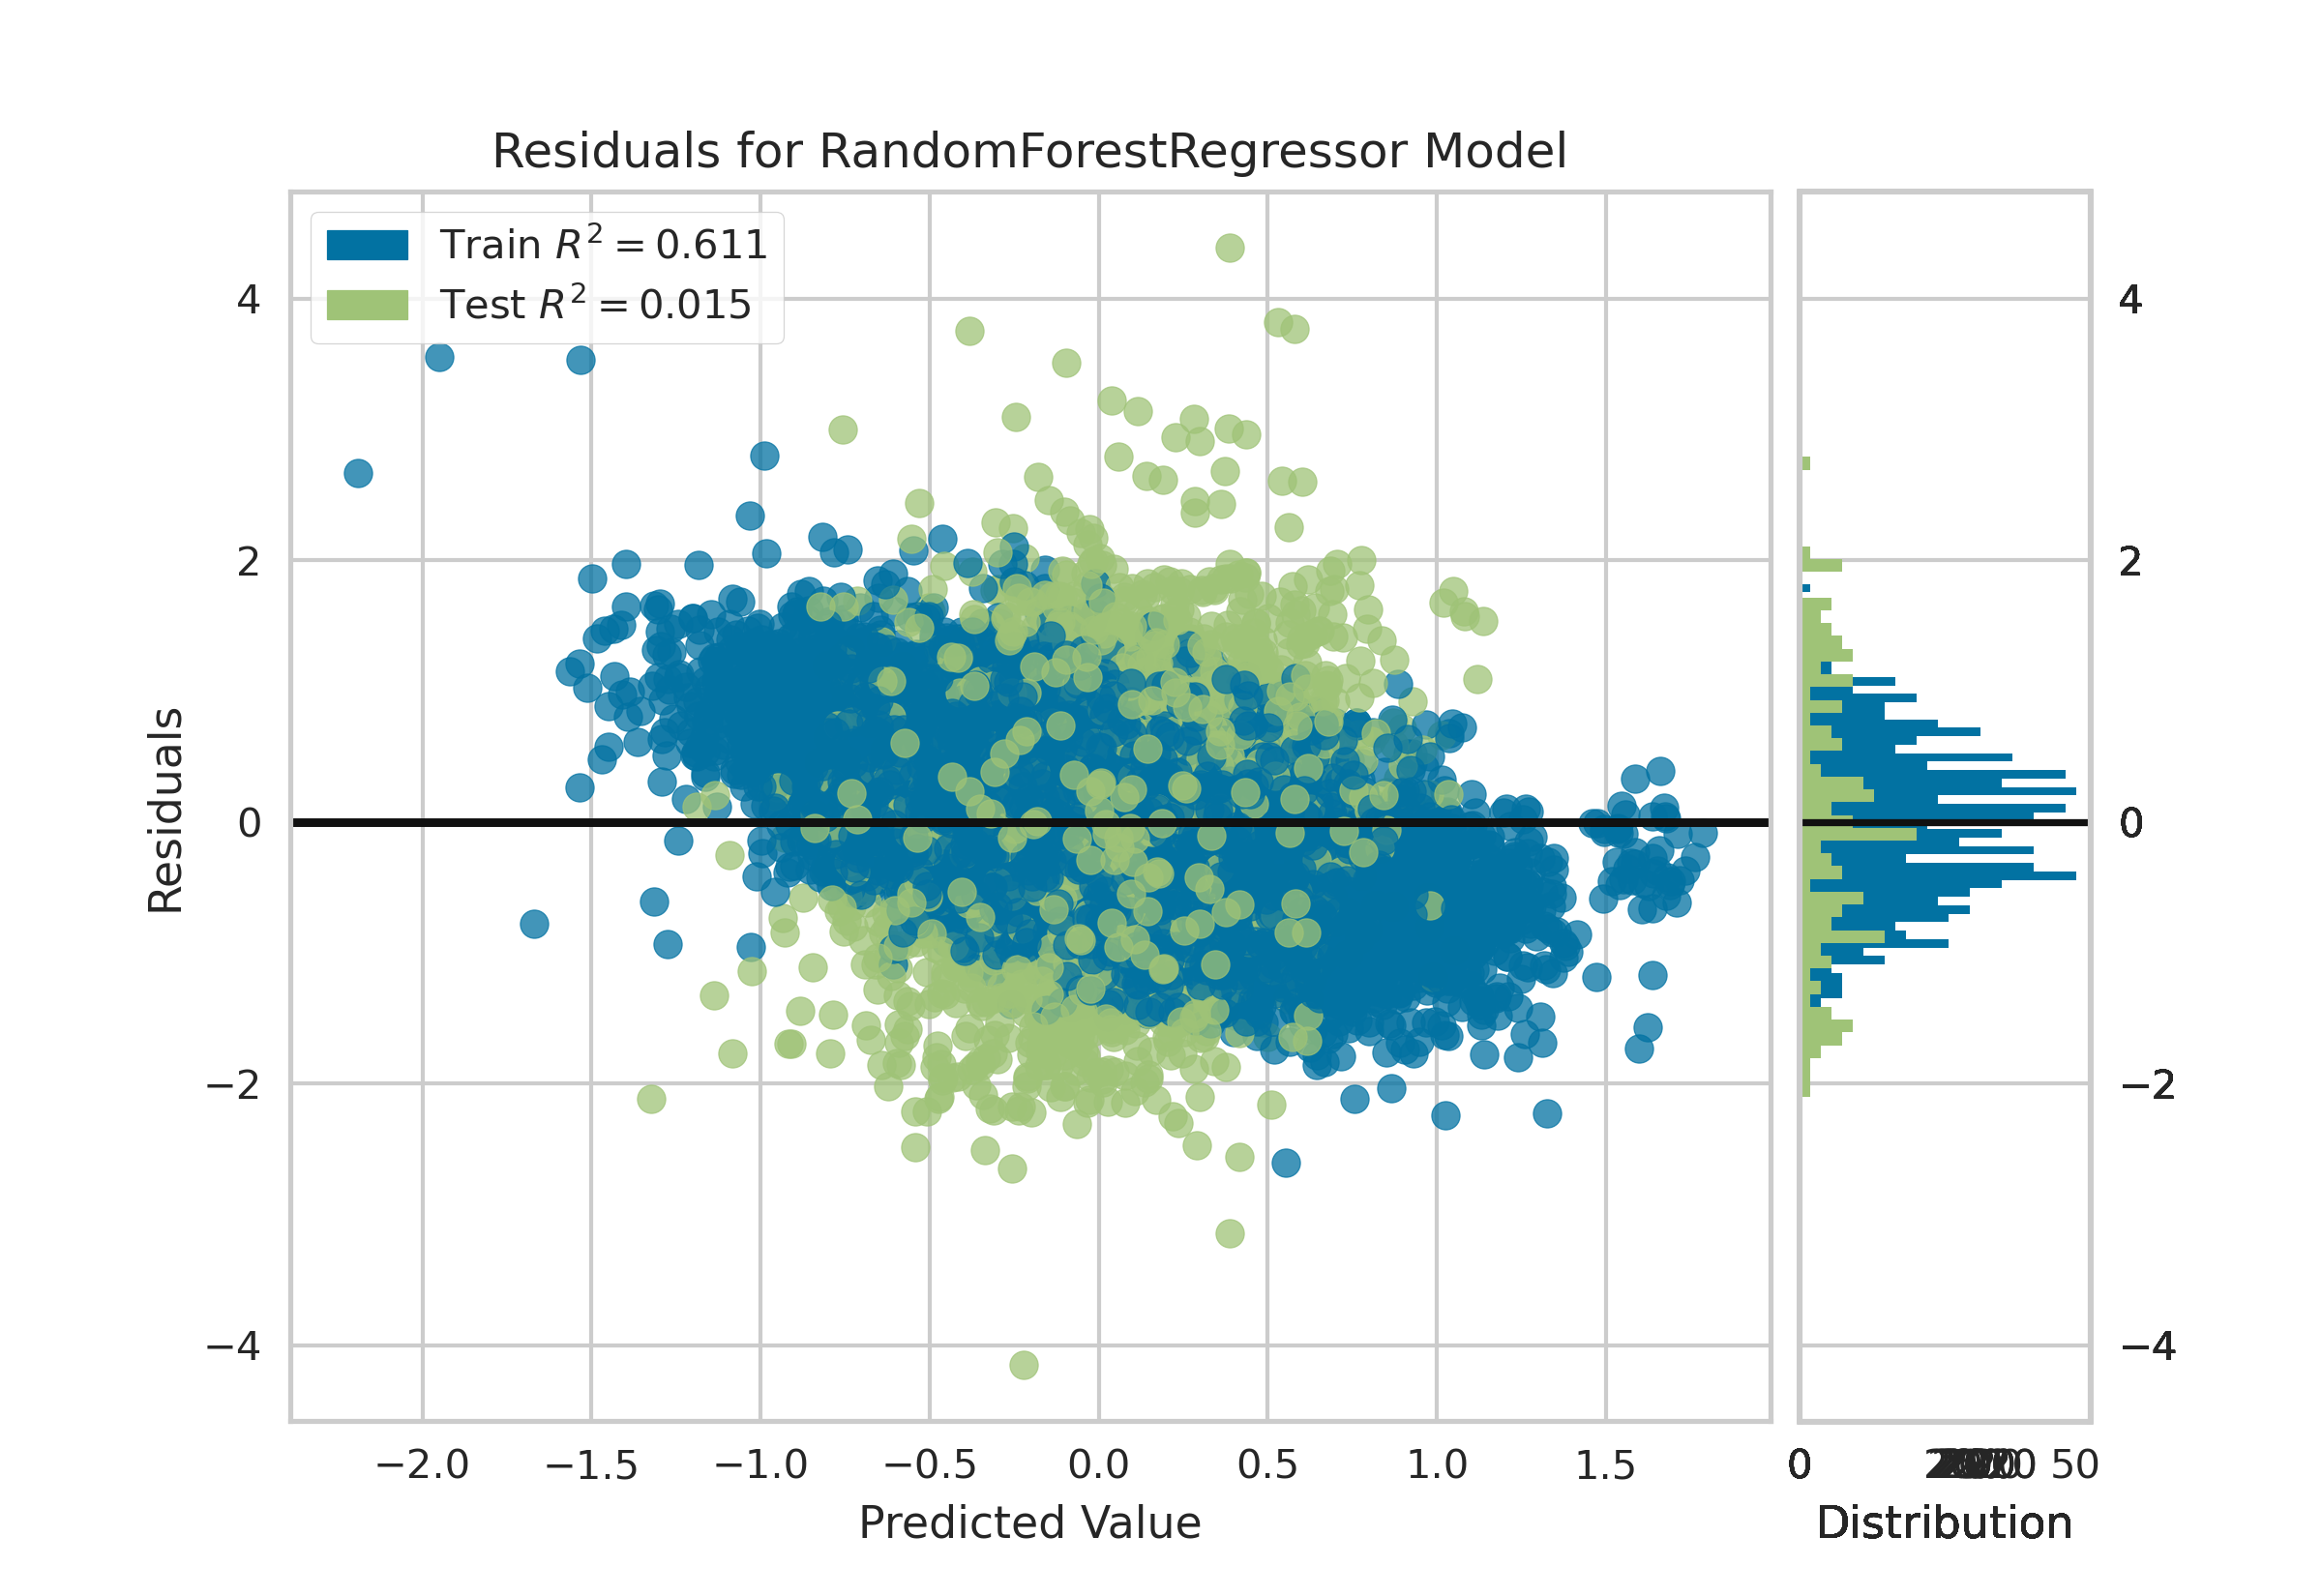 Residuals for RandomForestRegressor Model
Train R² = 0.611
Test R² = 0.015
Residuals
4
2
0
−2
−4
−2.0 −1.5 −1.0 −0.5 0.0 0.5 1.0 1.5
Predicted Value
4
2
0
−2
−4
0 50
Distribution